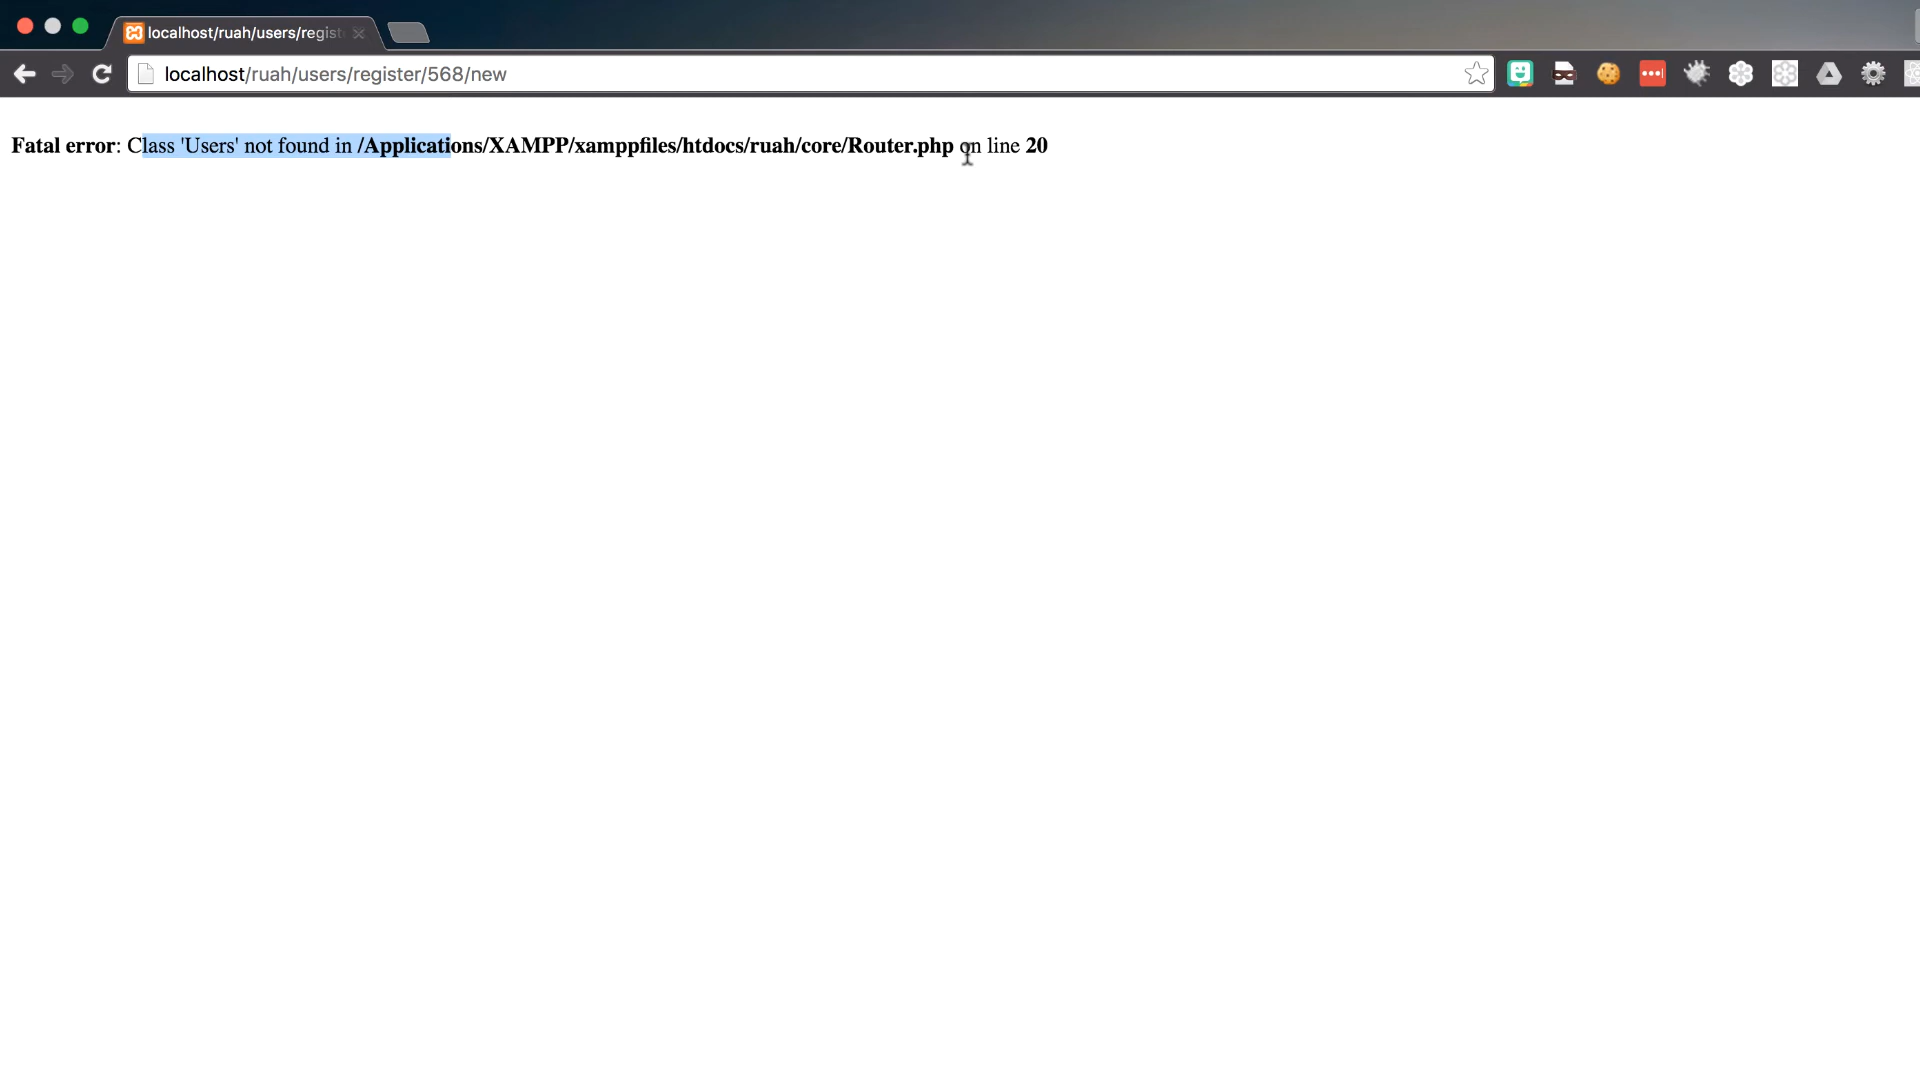 localhost/ruah/users/regist
localhost/ruah/users/register/568/new
Fatal error: Class 'Users' not found in /Applications/XAMPP/xamppfiles/htdocs/ruah/core/Router.php on line 20